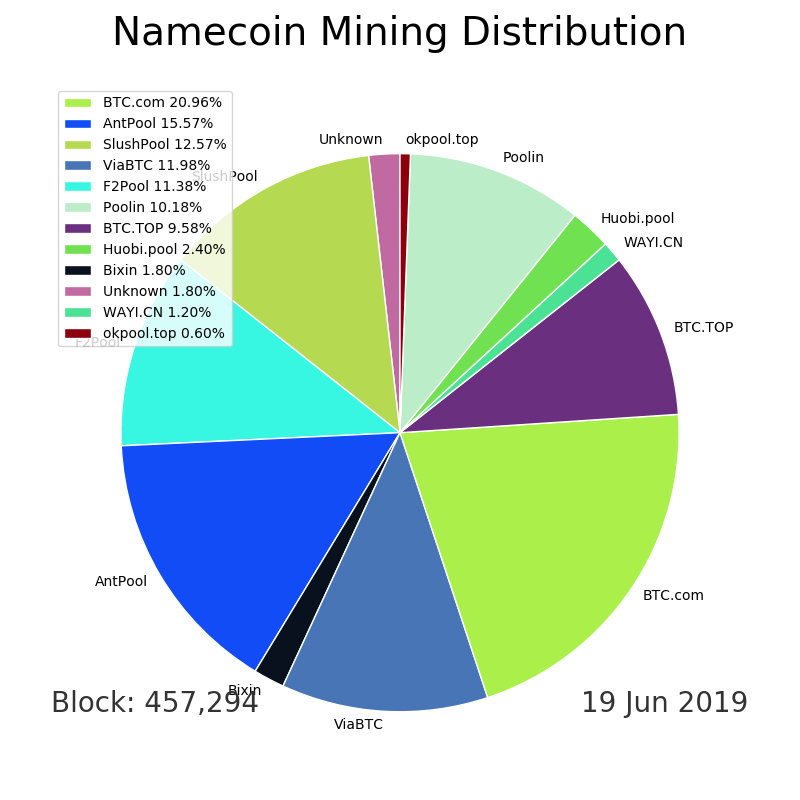 Namecoin Mining Distribution
BTC.com 20.96%
AntPool 15.57%
SlushPool 12.57%
ViaBTC 11.98%
F2Pool 11.38%
Poolin 10.18%
BTC.TOP 9.58%
Huobi.pool 2.40%
Bixin 1.80%
Unknown 1.80%
WAYI.CN 1.20%
okpool.top 0.60%
Unknown
okpool.top
Poolin
SlushPool
Huobi.pool
WAYI.CN
BTC.TOP
F2Pool
AntPool
BTC.com
Bixin
ViaBTC
Block: 457,294
19 Jun 2019